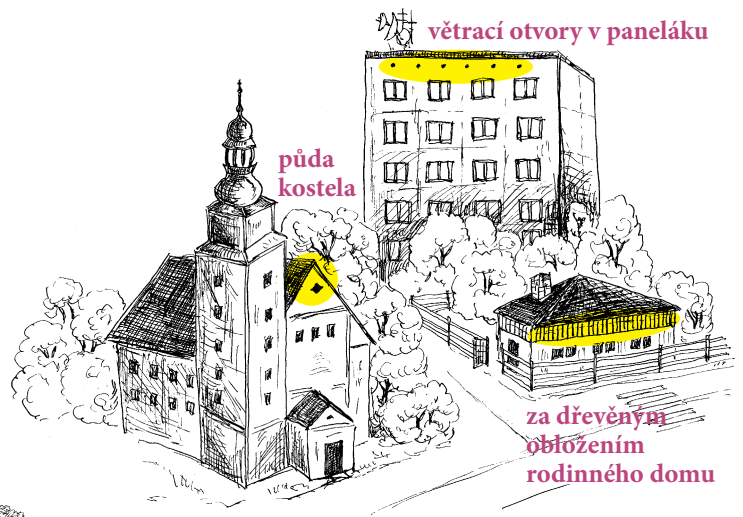 větrací otvory v paneláku
půda
kostela
za dřevěným
obložením
rodinného domu